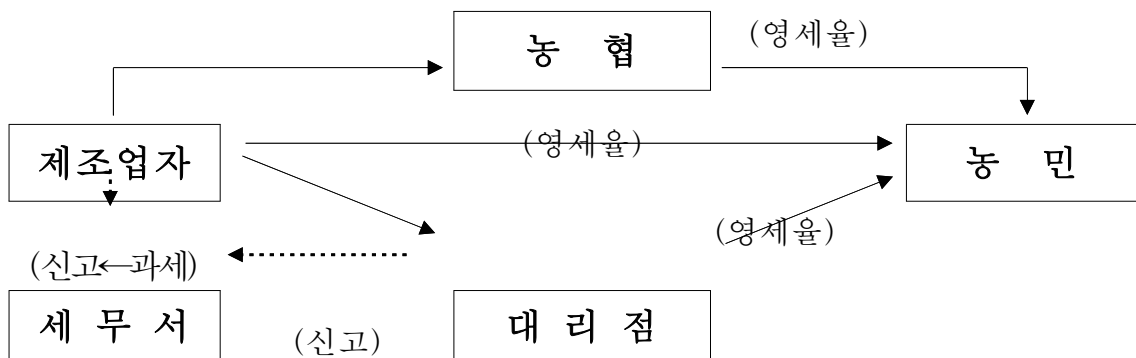 농 협
(영세율)
제조업자
(영세율)
농 민
(영세율)
(신고←과세)
세 무 서
(신고)
대 리 점